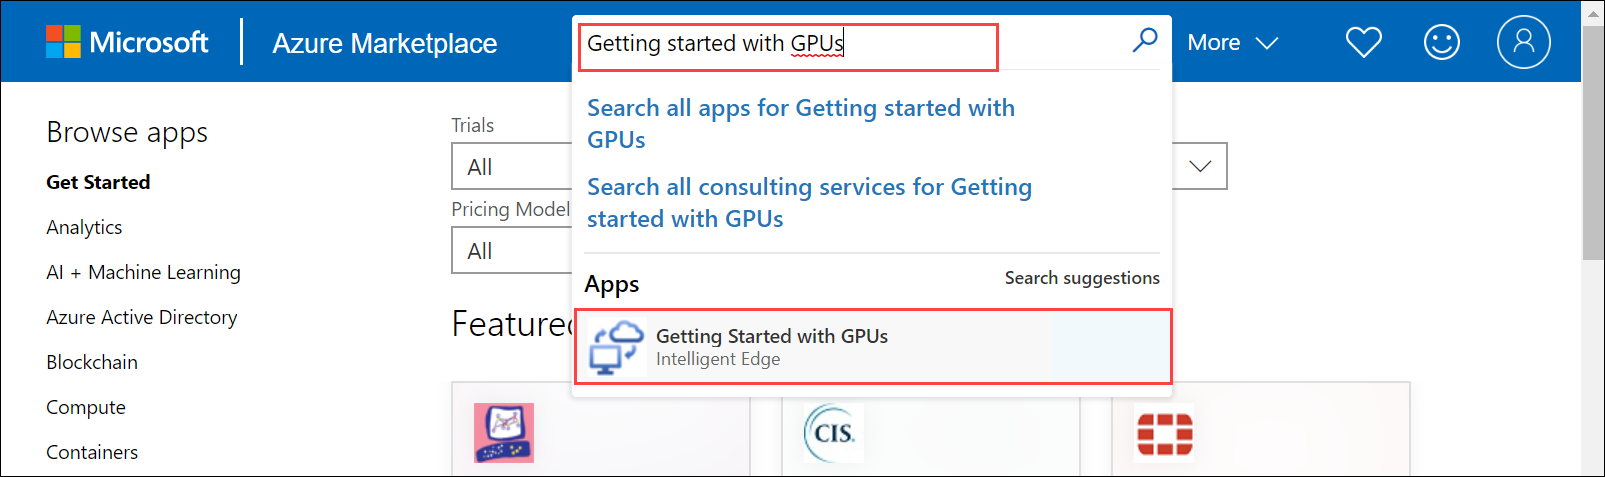 Microsoft
Azure Marketplace
Getting started with GPUs
More
Browse apps
Get Started
Analytics
AI + Machine Learning
Azure Active Directory
Blockchain
Compute
Containers
Trials
All
Pricing Model
All
Featured
Search all apps for Getting started with
GPUs
Search all consulting services for Getting
started with GPUs
Apps
Search suggestions
Getting Started with GPUs
Intelligent Edge
CIS.